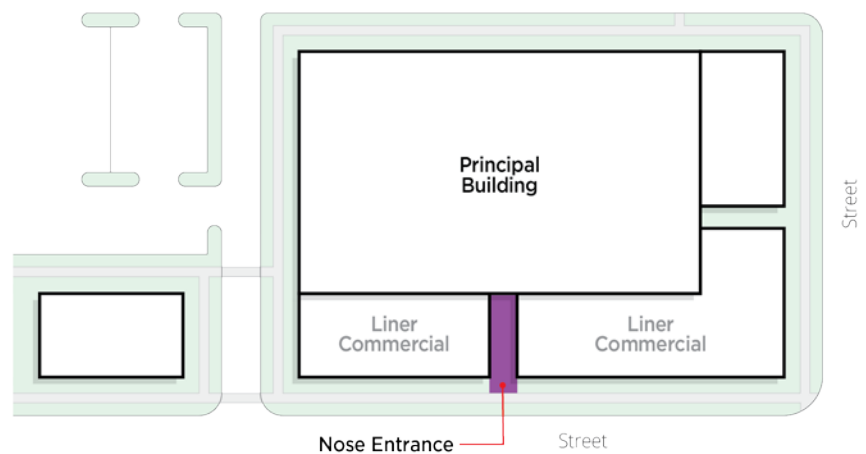 Principal
Building
Street
Liner
Commercial
Liner
Commercial
Nose Entrance
Street